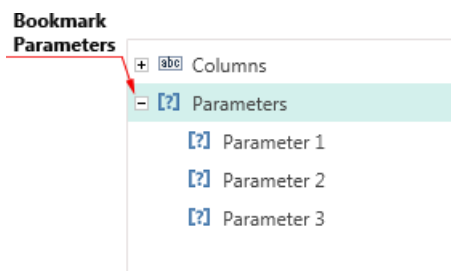 Bookmark
Parameters
abc Columns
[?] Parameters
[?] Parameter 1
[?] Parameter 2
[?] Parameter 3